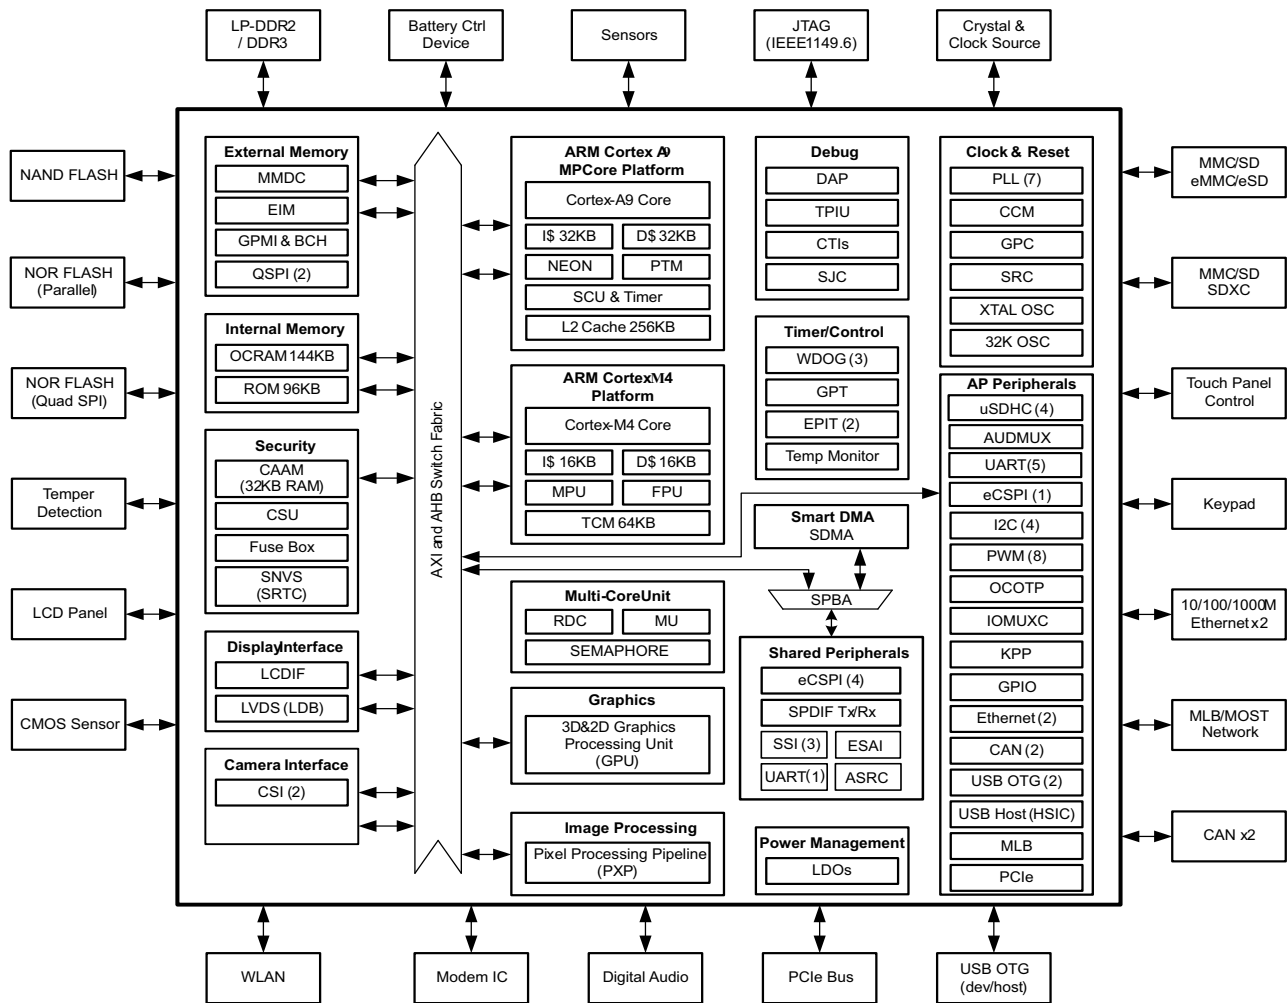 LP-DDR2
/ DDR3
Battery Ctrl
Device
Sensors
JTAG
(IEEE1149.6)
Crystal &
Clock Source
NAND FLASH
NOR FLASH
(Parallel)
NOR FLASH
(Quad SPI)
Temper
Detection
LCD Panel
CMOS Sensor
External Memory
MMDC
EIM
GPMI & BCH
QSPI (2)
Internal Memory
OCRAM 144KB
ROM 96KB
Security
CAAM
(32KB RAM)
CSU
Fuse Box
SNVS
(SRTC)
Display Interface
LCDIF
LVDS (LDB)
Camera Interface
CSI (2)
AXI and AHB Switch Fabric
ARM Cortex A9
MPCore Platform
Cortex-A9 Core
I$ 32KB
D$ 32KB
NEON
PTM
SCU & Timer
L2 Cache 256KB
ARM Cortex M4
Platform
Cortex-M4 Core
I$ 16KB
D$ 16KB
MPU
FPU
TCM 64KB
Multi-Core Unit
RDC
MU
SEMAPHORE
Graphics
3D&2D Graphics
Processing Unit
(GPU)
Image Processing
Pixel Processing Pipeline
(PXP)
Debug
DAP
TPIU
CTIs
SJC
Timer/Control
WDOG (3)
GPT
EPIT (2)
Temp Monitor
Smart DMA
SDMA
SPBA
Shared Peripherals
eCSPI (4)
SPDIF Tx/Rx
SSI (3)
ESAI
UART(1)
ASRC
Power Management
LDOs
Clock & Reset
PLL (7)
CCM
GPC
SRC
XTAL OSC
32K OSC
AP Peripherals
uSDHC (4)
AUDMUX
UART(5)
eCSPI (1)
I2C (4)
PWM (8)
OCOTP
IOMUXC
KPP
GPIO
Ethernet (2)
CAN (2)
USB OTG (2)
USB Host (HSIC)
MLB
PCIe
MMC/SD
eMMC/eSD
MMC/SD
SDXC
Touch Panel
Control
Keypad
10/100/1000M
Ethernet x2
MLB/MOST
Network
CAN x2
WLAN
Modem IC
Digital Audio
PCIe Bus
USB OTG
(dev/host)